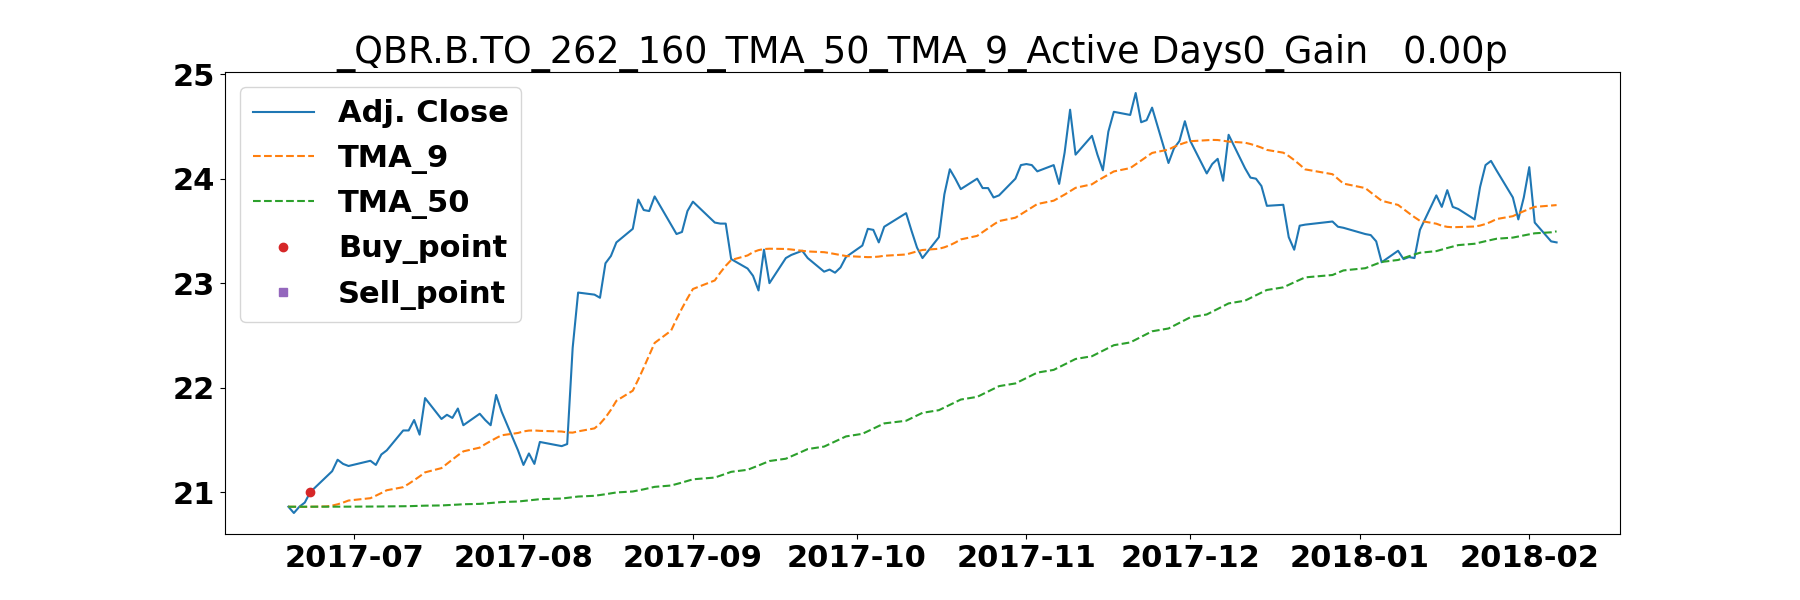 _QBR.B.TO_262_160_TMA_50_TMA_9_Active Days0_Gain   0.00p
25
24
23
22
21
Adj. Close
TMA_9
TMA_50
Buy_point
Sell_point
2017-07 2017-08 2017-09 2017-10 2017-11 2017-12 2018-01 2018-02